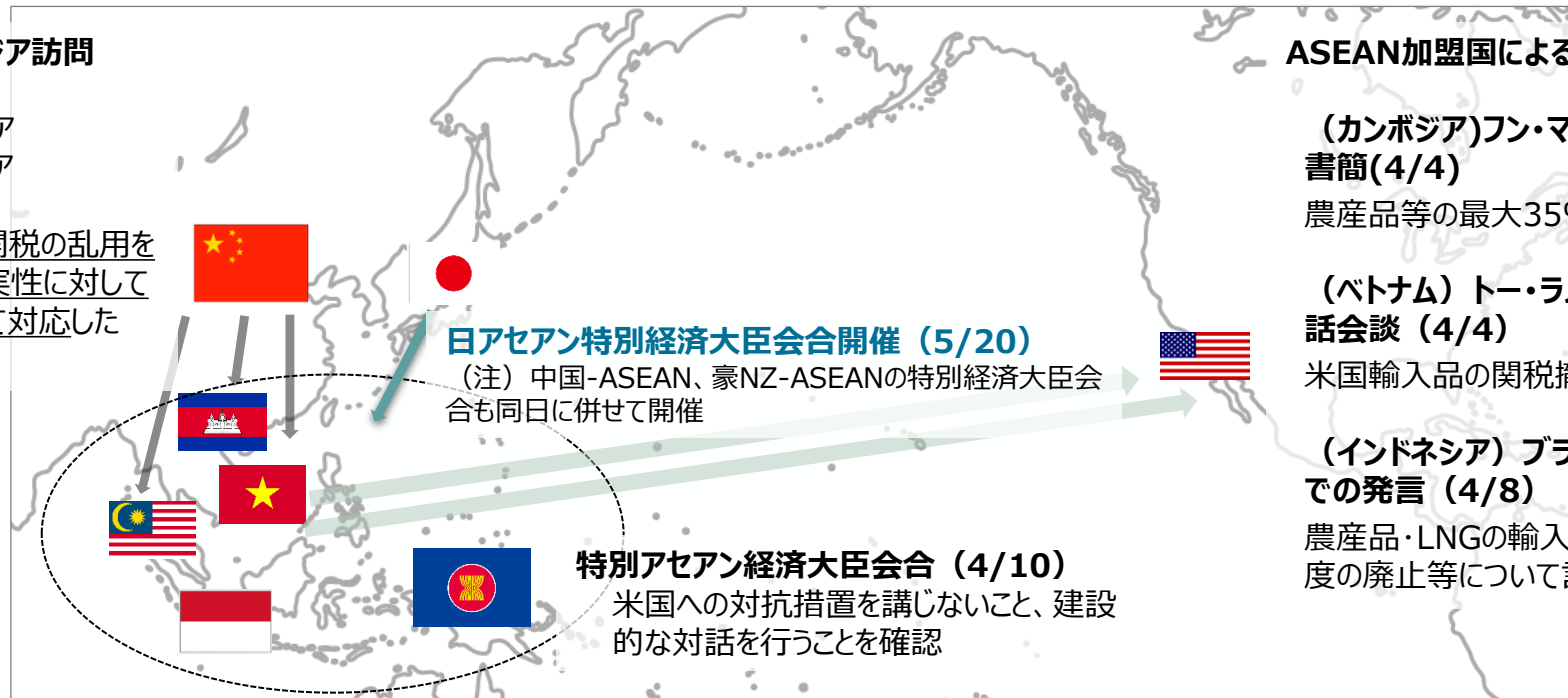 ア訪問
ア
ア
関税の乱用を
実性に対して
て対応した
日アセアン特別経済大臣会合開催（5/20）
（注）中国-ASEAN、豪NZ-ASEANの特別経済大臣会
合も同日に併せて開催
特別アセアン経済大臣会合（4/10）
米国への対抗措置を講じないこと、建設
的な対話を行うことを確認
ASEAN加盟国による
（カンボジア)フン・マ
書簡(4/4)
農産品等の最大35%
（ベトナム）トー・ラ
話会談（4/4）
米国輸入品の関税
（インドネシア）ブラ
での発言（4/8）
農産品・LNGの輸入
度の廃止等について